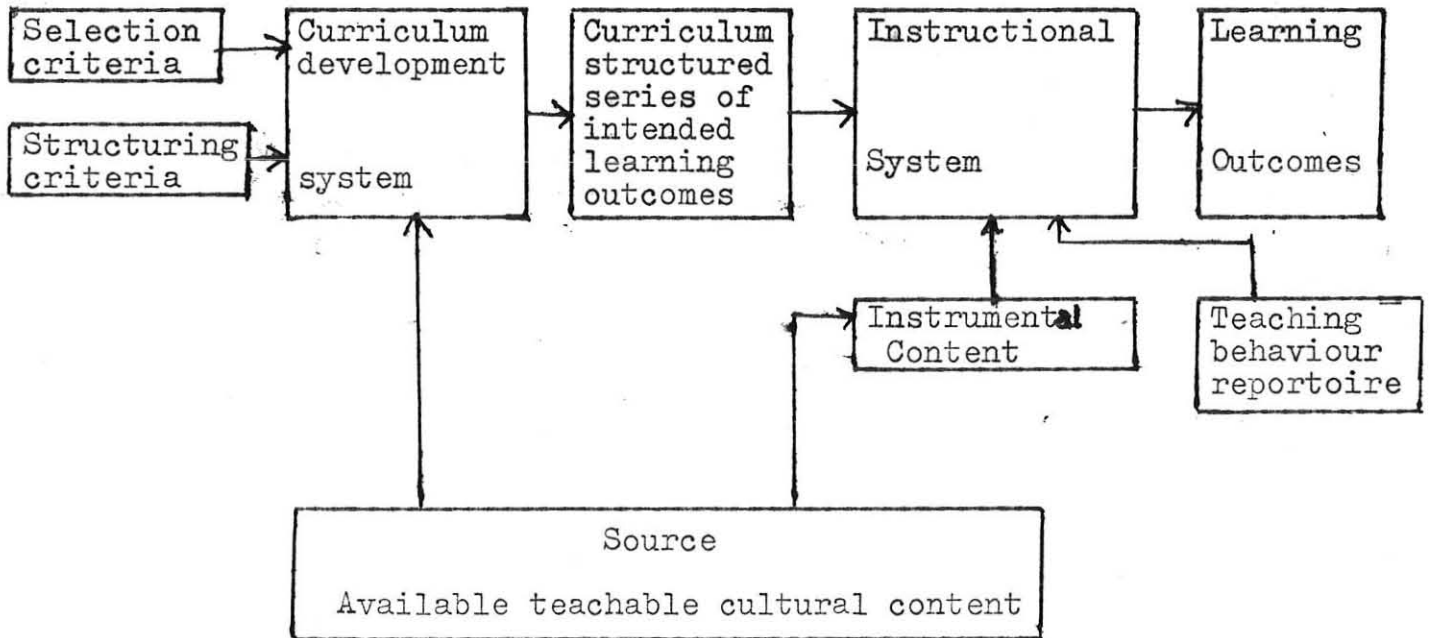 Selection
criteria
Structuring
criteria
Curriculum
development
system
Curriculum
structured
series of
intended
learning
outcomes
Instructional
System
Learning
Outcomes
Instrumental
Content
Teaching
behaviour
reportoire
Source
Available teachable cultural content